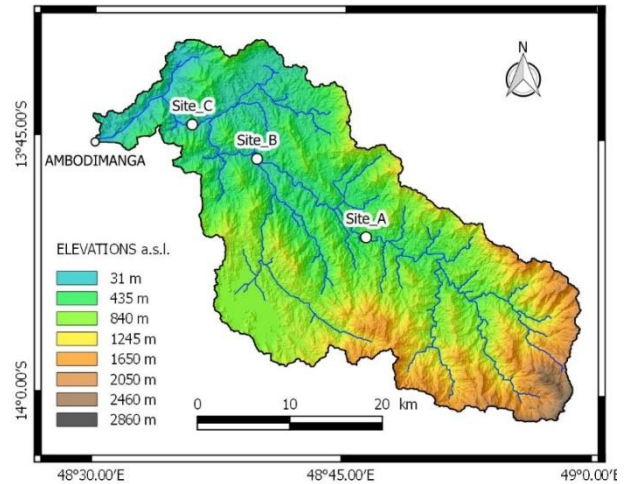 N
Site_C
Site_B
AMBODIMANGA
Site_A
13°45.00'S
14°0.00'S
ELEVATIONS a.s.l.
31 m
435 m
840 m
1245 m
1650 m
2050 m
2460 m
2860 m
0 10 20 km
48°30.00'E 48°45.00'E 49°0.00'E